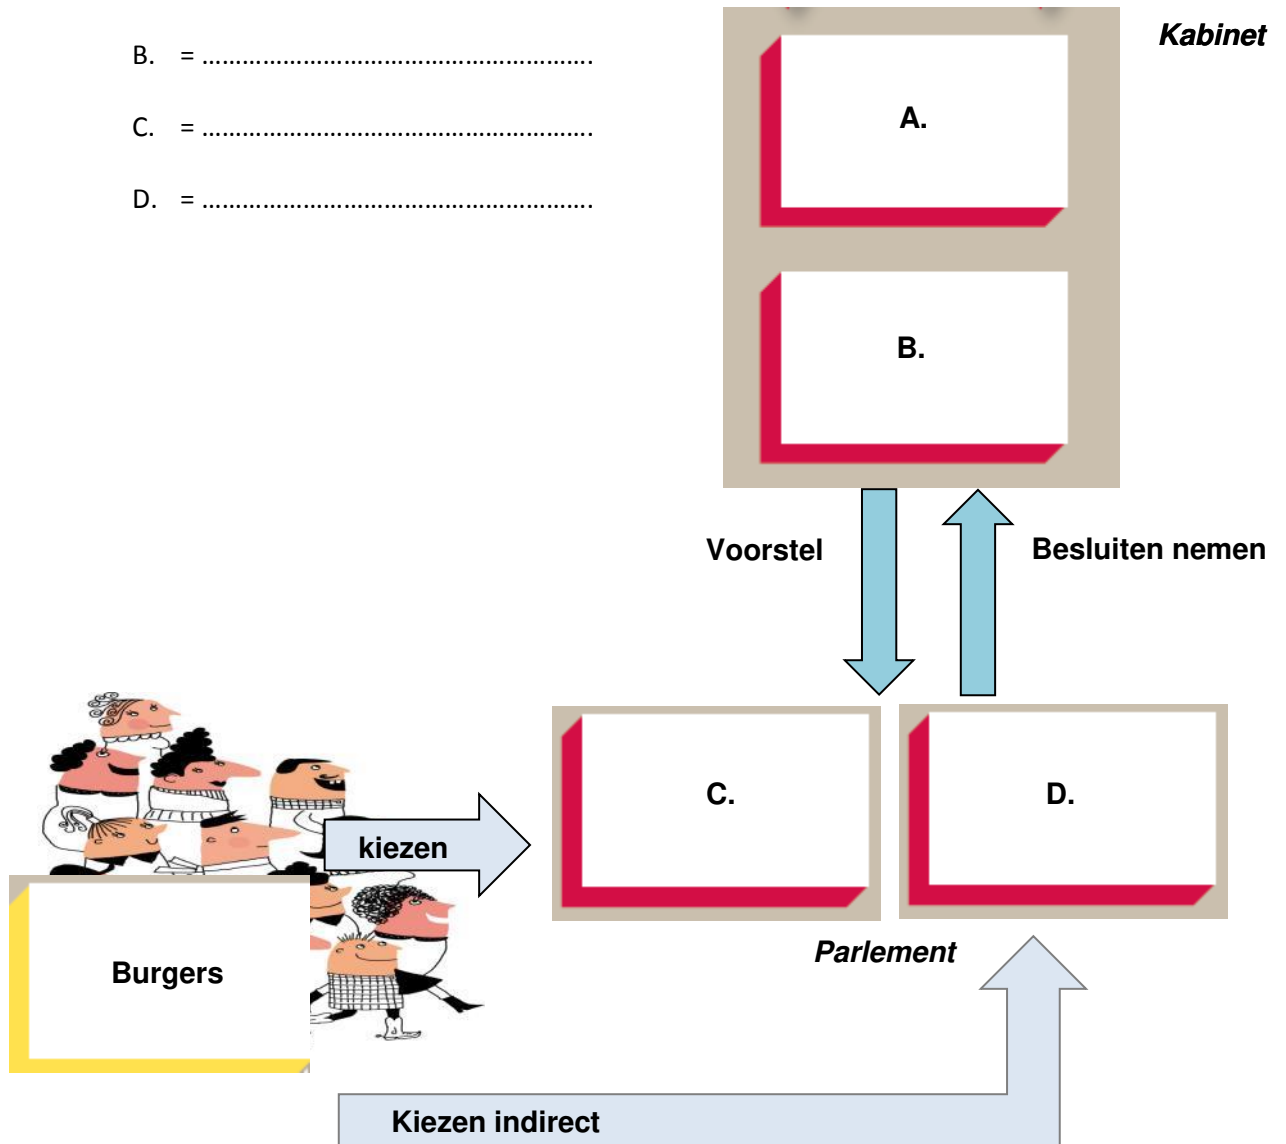 Kabinet
B. = ……………………………………………….
C. = ……………………………………………….
D. = ……………………………………………….
A.
B.
Voorstel
Besluiten nemen
C.
D.
kiezen
Parlement
Burgers
Kiezen indirect